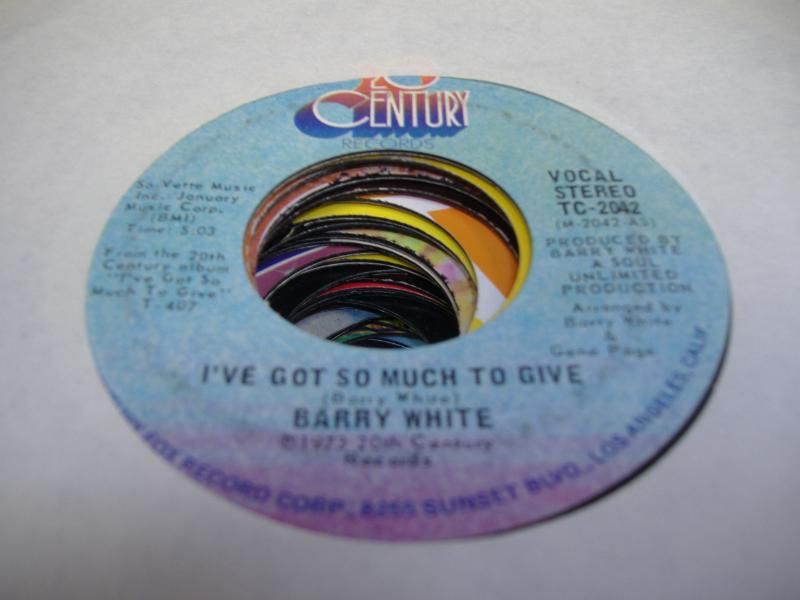 20
CENTURY
RECORDS
Sa-Vette Music
Inc. January
Music Corp.
(BMI)
Time: 5:03
From the 20th
Century album
"I've Got So
Much To Give"
T-407
VOCAL
STEREO
TC-2042
(M-2042-AS)
PRODUCED BY
BARRY WHITE
A SOUL
UNLIMITED
PRODUCTION
Arranged by
Barry White
&
Gene Page
I'VE GOT SO MUCH TO GIVE
(Barry White)
BARRY WHITE
©1973 20th Century
Records
FOX RECORD CORP., 8255 SUNSET BLVD., LOS ANGELES, CALIF.